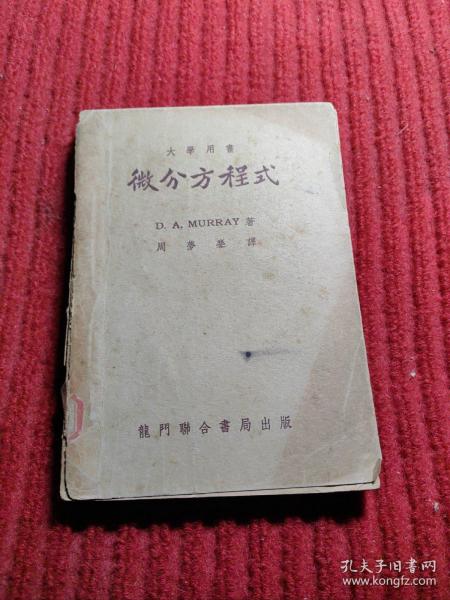 大學用書
微分方程式
D. A. MURRAY 著
周夢麐譯
龍門聯合書局出版
孔夫子旧书网
www.kongfz.com